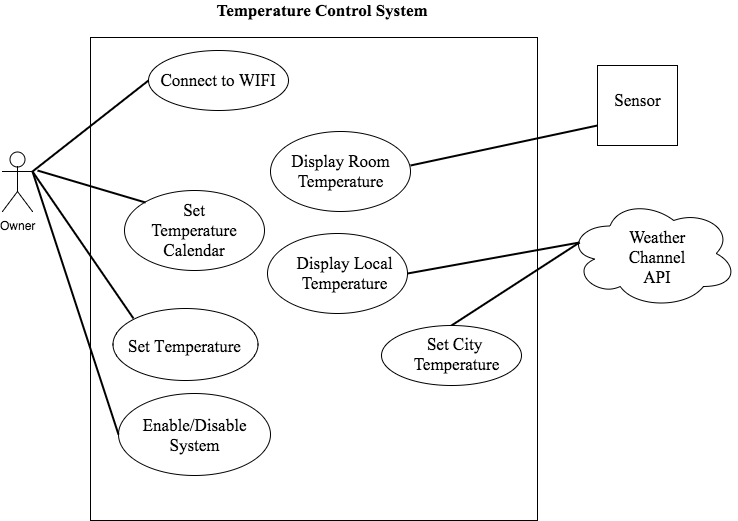 Temperature Control System
Connect to WIFI
Sensor
Display Room
Temperature
Owner
Set
Temperature
Calendar
Weather
Channel
API
Display Local
Temperature
Set Temperature
Set City
Temperature
Enable/Disable
System